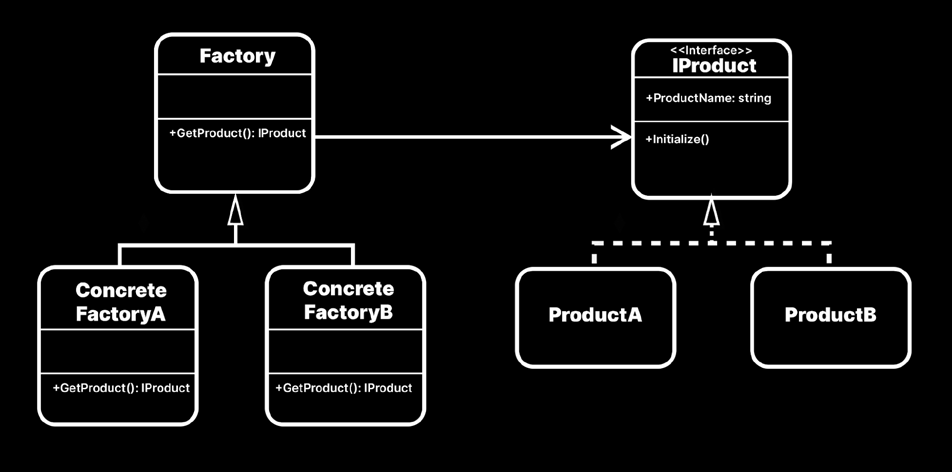 Factory
+GetProduct(): IProduct
<<Interface>>
IProduct
+ProductName: string
+Initialize()
Concrete
FactoryA
+GetProduct(): IProduct
Concrete
FactoryB
+GetProduct(): IProduct
ProductA
ProductB